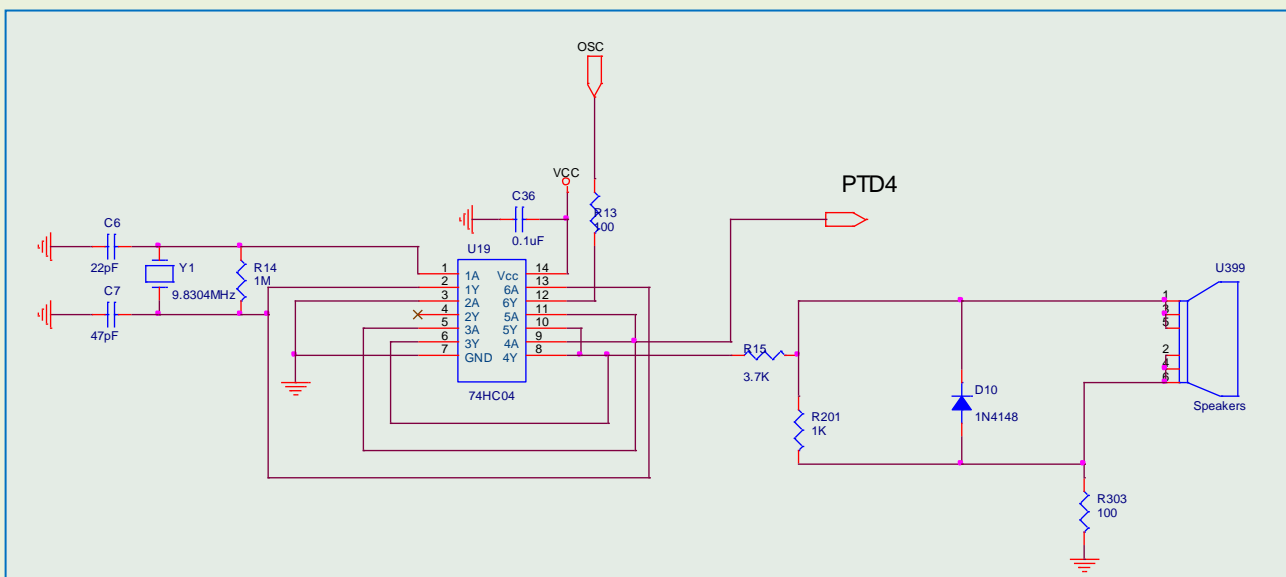 OSC
PTD4
VCC
C36
0.1uF
R13
100
C6
22pF
Y1
9.8304MHz
R14
1M
C7
47pF
U19
1 1A Vcc 14
2 1Y 6A 13
3 2A 6Y 12
4 2Y 5A 11
5 3A 5Y 10
6 3Y 4A 9
7 GND 4Y 8
74HC04
R15
3.7K
R201
1K
D10
1N4148
U399
1
3
5
2
4
6
Speakers
R303
100